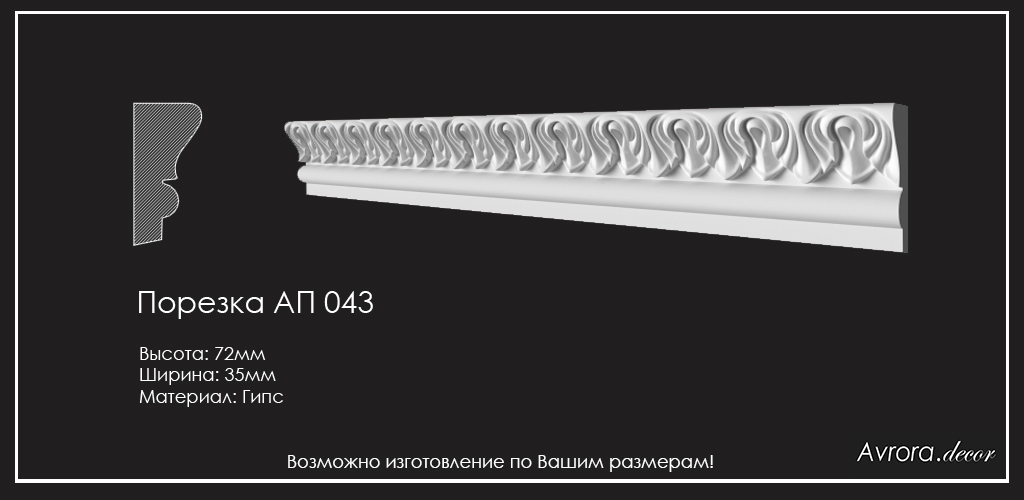 Порезка АП 043
Высота: 72мм
Ширина: 35мм
Материал: Гипс
Возможно изготовление по Вашим размерам!
Avrora.decor